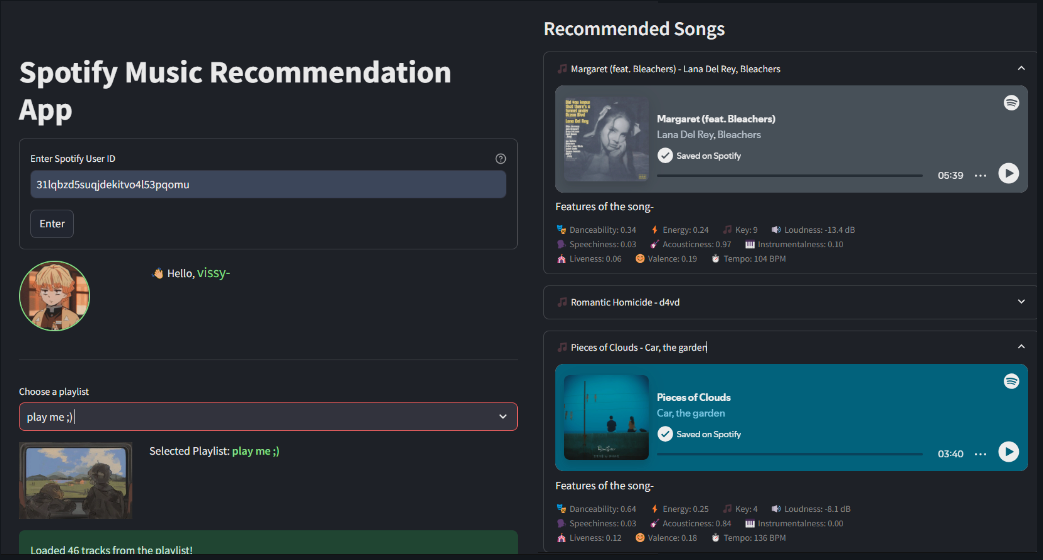 Spotify Music Recommendation
App
Enter Spotify User ID
31lqbzd5suqjdekitvo4l53pqomu
Enter
Hello, vissy-
Choose a playlist
play me ;)
Selected Playlist: play me ;)
Loaded 46 tracks from the playlist!
Recommended Songs
Margaret (feat. Bleachers) - Lana Del Rey, Bleachers
Margaret (feat. Bleachers)
Lana Del Rey, Bleachers
Saved on Spotify
05:39
Features of the song-
Danceability: 0.34 Energy: 0.24 Key: 9 Loudness: -13.4 dB
Speechiness: 0.03 Acousticness: 0.97 Instrumentalness: 0.10
Liveness: 0.06 Valence: 0.19 Tempo: 104 BPM
Romantic Homicide - d4vd
Pieces of Clouds - Car, the garden
Pieces of Clouds
Car, the garden
Saved on Spotify
03:40
Features of the song-
Danceability: 0.64 Energy: 0.25 Key: 4 Loudness: -8.1 dB
Speechiness: 0.03 Acousticness: 0.84 Instrumentalness: 0.00
Liveness: 0.12 Valence: 0.18 Tempo: 136 BPM